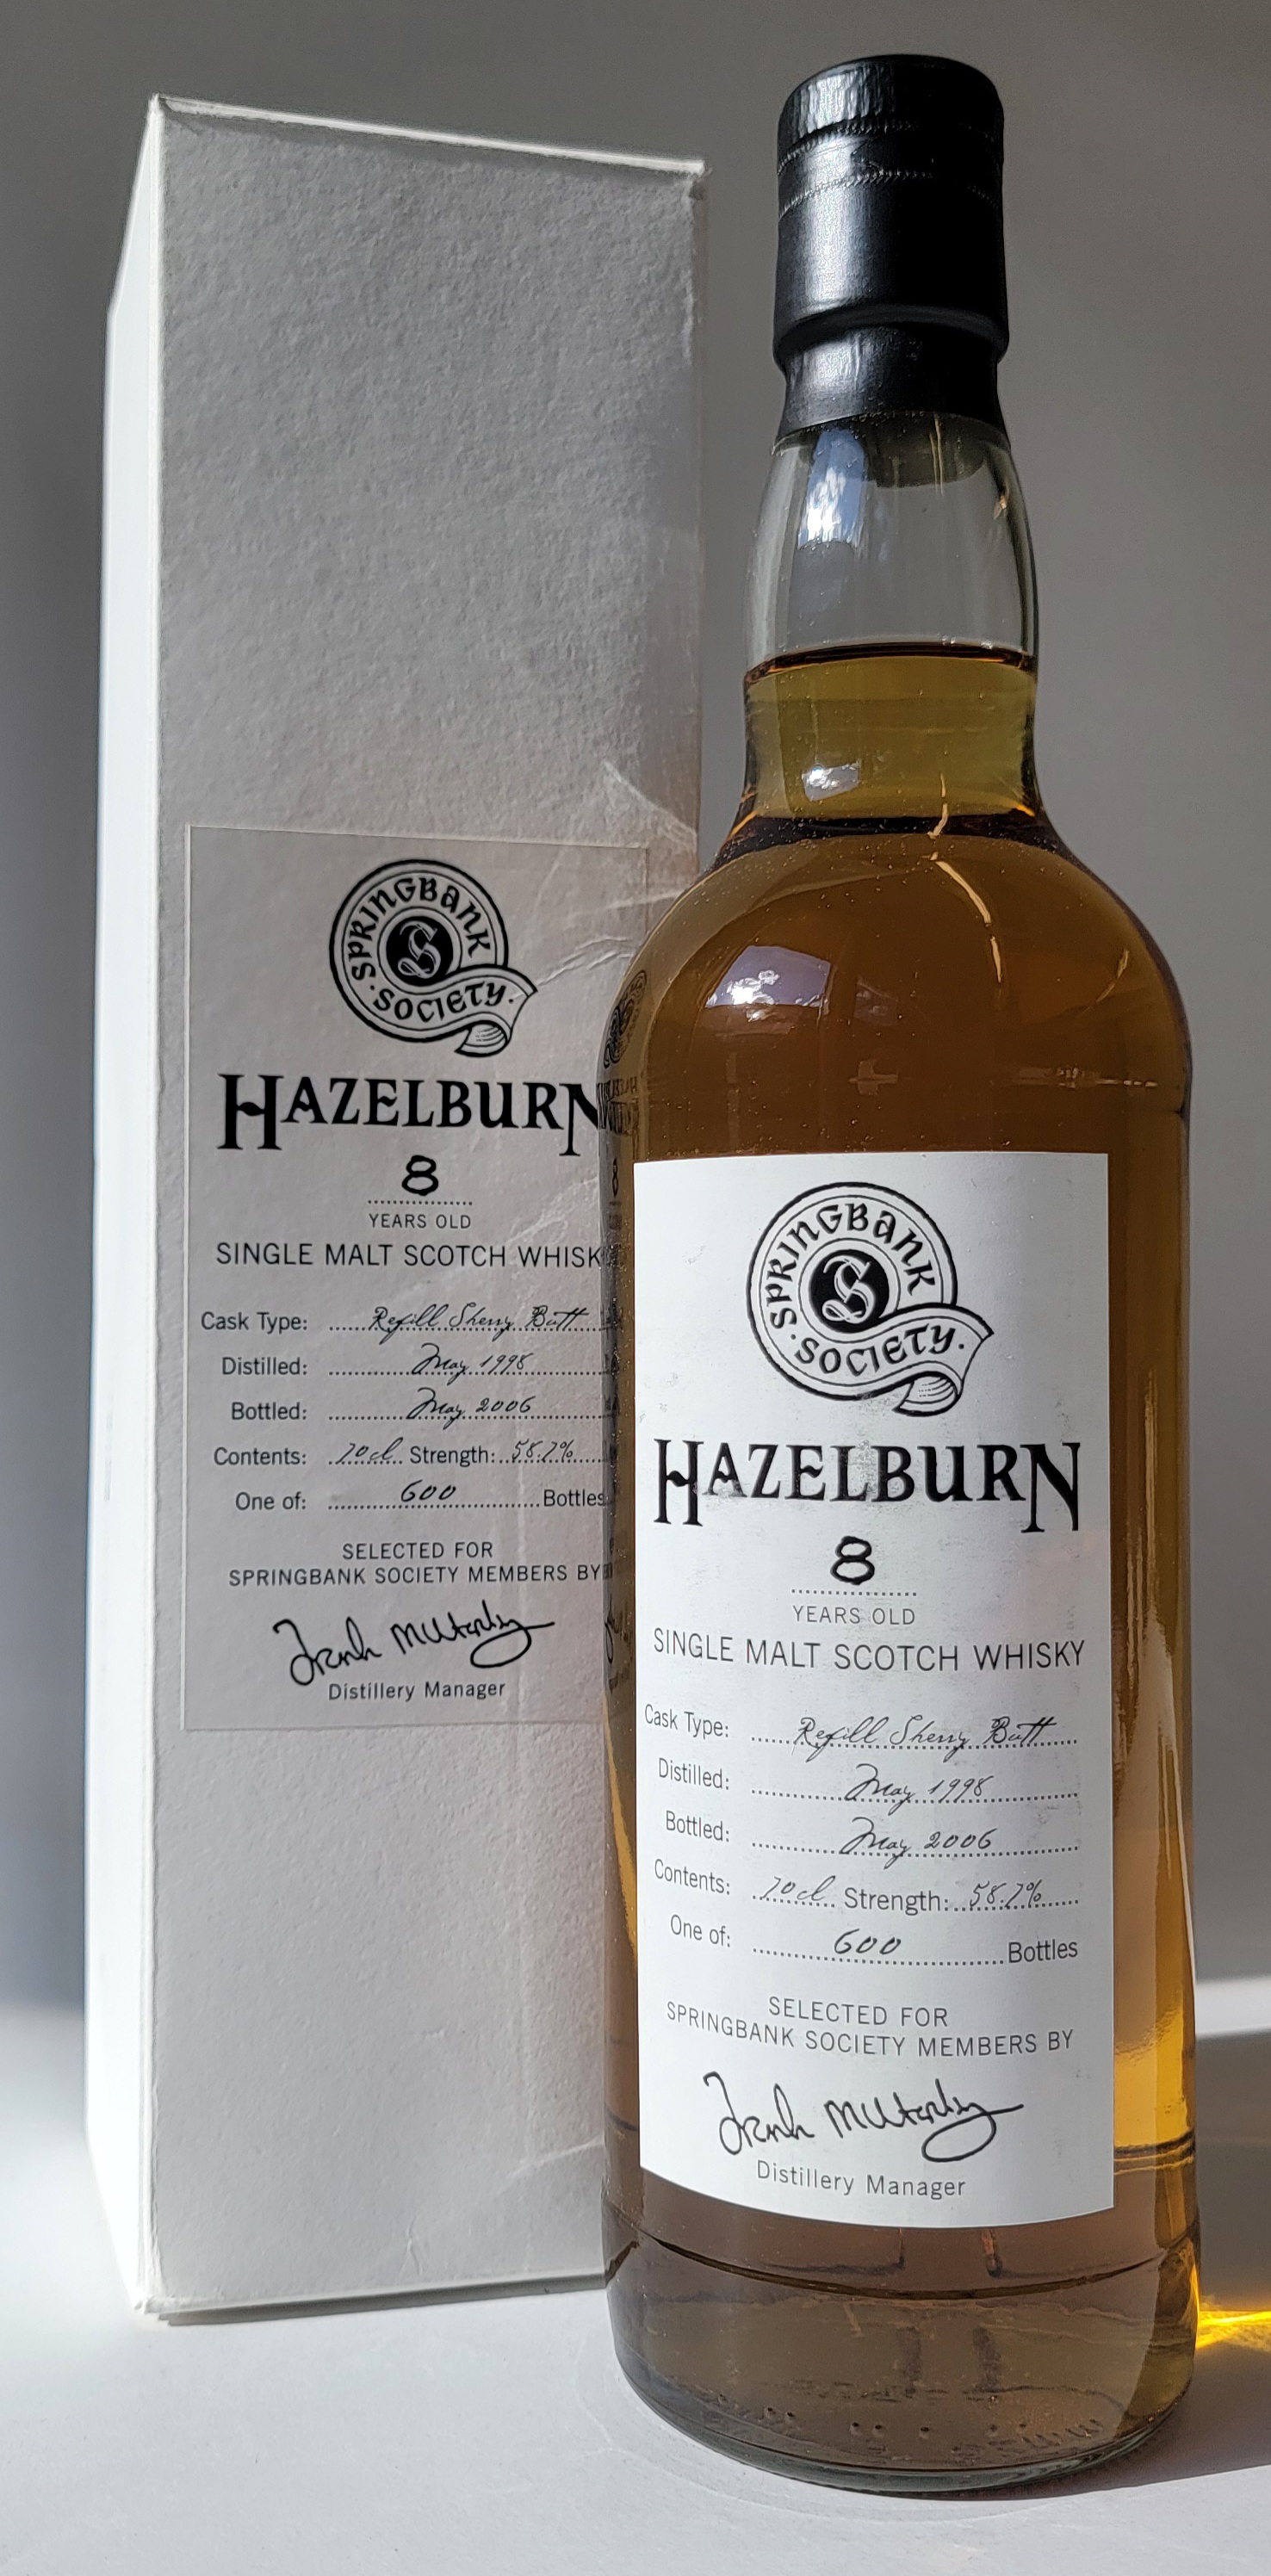 SPRINGBANK
S
· SOCIETY ·
HAZELBURN
8
YEARS OLD
SINGLE MALT SCOTCH WHISK
Cask Type: Refill Sherry Butt
Distilled: May 1998
Bottled: May 2006
Contents: 70cl Strength: 58.7%
One of: 600 Bottles
SELECTED FOR
SPRINGBANK SOCIETY MEMBERS BY
Frank McHardy
Distillery Manager
SPRINGBANK
S
· SOCIETY ·
HAZELBURN
8
YEARS OLD
SINGLE MALT SCOTCH WHISKY
Cask Type: Refill Sherry Butt
Distilled: May 1998
Bottled: May 2006
Contents: 70cl Strength: 58.7%
One of: 600 Bottles
SELECTED FOR
SPRINGBANK SOCIETY MEMBERS BY
Frank McHardy
Distillery Manager